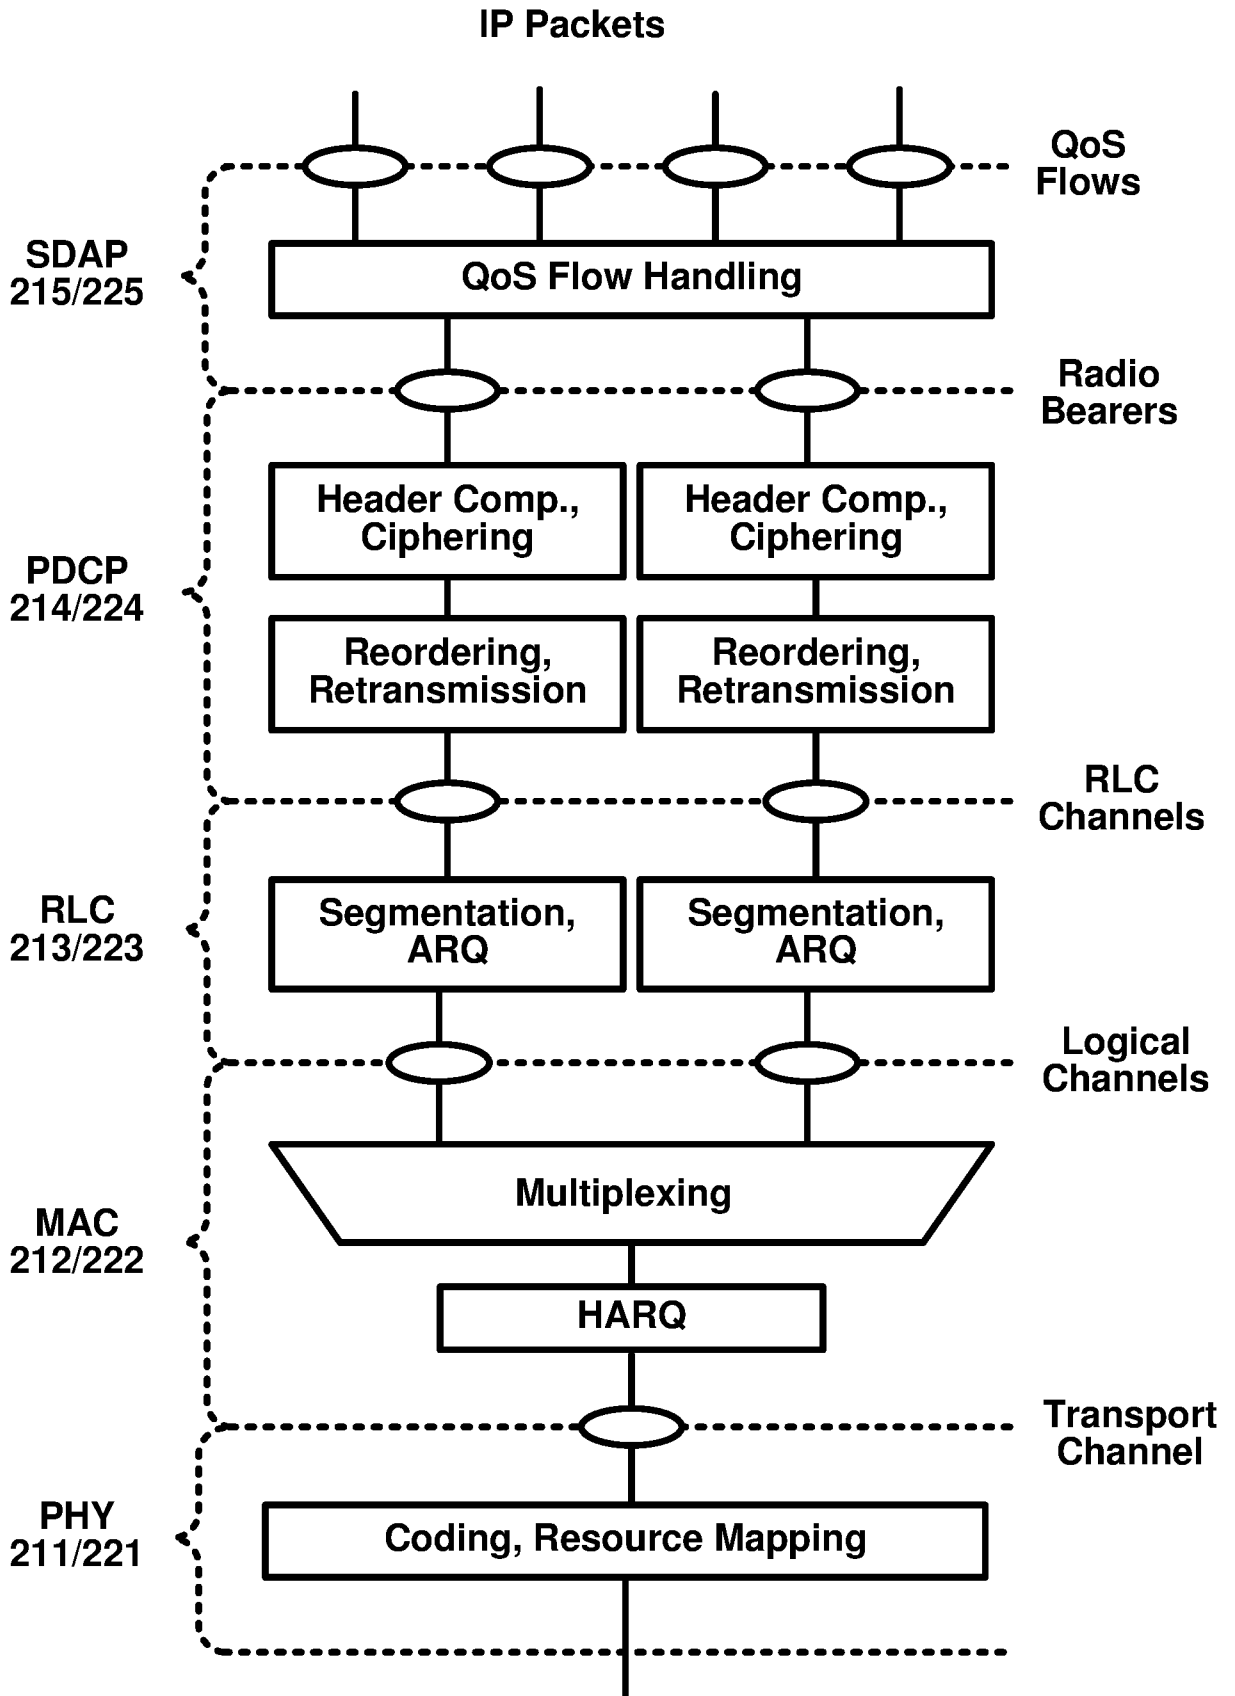 IP Packets
QoS
Flows
SDAP
215/225
QoS Flow Handling
Radio
Bearers
Header Comp.,
Ciphering
Header Comp.,
Ciphering
PDCP
214/224
Reordering,
Retransmission
Reordering,
Retransmission
RLC
Channels
RLC
213/223
Segmentation,
ARQ
Segmentation,
ARQ
Logical
Channels
MAC
212/222
Multiplexing
HARQ
Transport
Channel
PHY
211/221
Coding, Resource Mapping